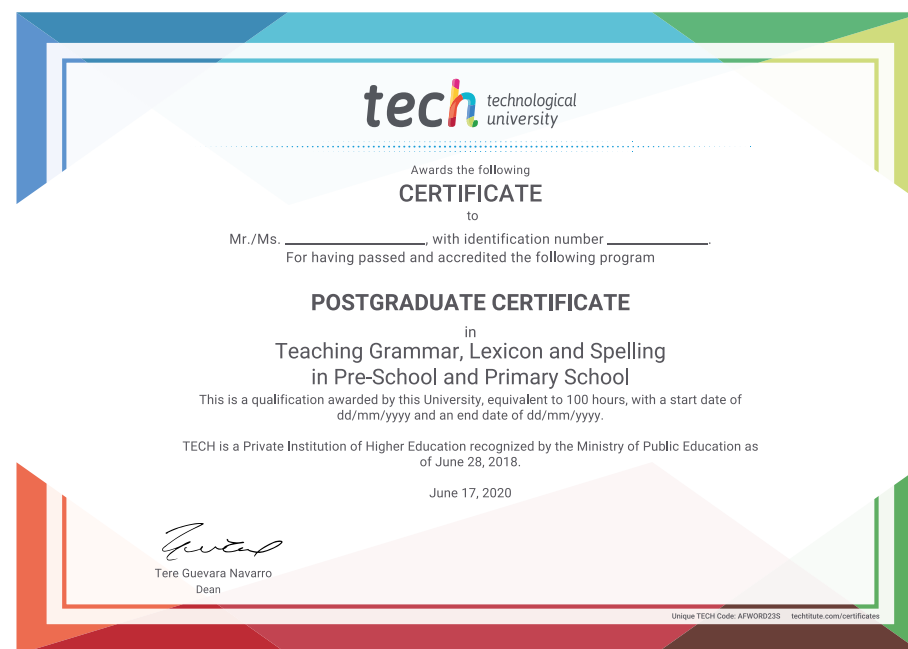 tech technological
university
Awards the following
CERTIFICATE
to
Mr./Ms. ____________, with identification number ____________.
For having passed and accredited the following program
POSTGRADUATE CERTIFICATE
in
Teaching Grammar, Lexicon and Spelling
in Pre-School and Primary School
This is a qualification awarded by this University, equivalent to 100 hours, with a start date of
dd/mm/yyyy and an end date of dd/mm/yyyy.
TECH is a Private Institution of Higher Education recognized by the Ministry of Public Education as
of June 28, 2018.
June 17, 2020
Tere Guevara Navarro
Dean
Unique TECH Code: AFWORD23S techtitute.com/certificates